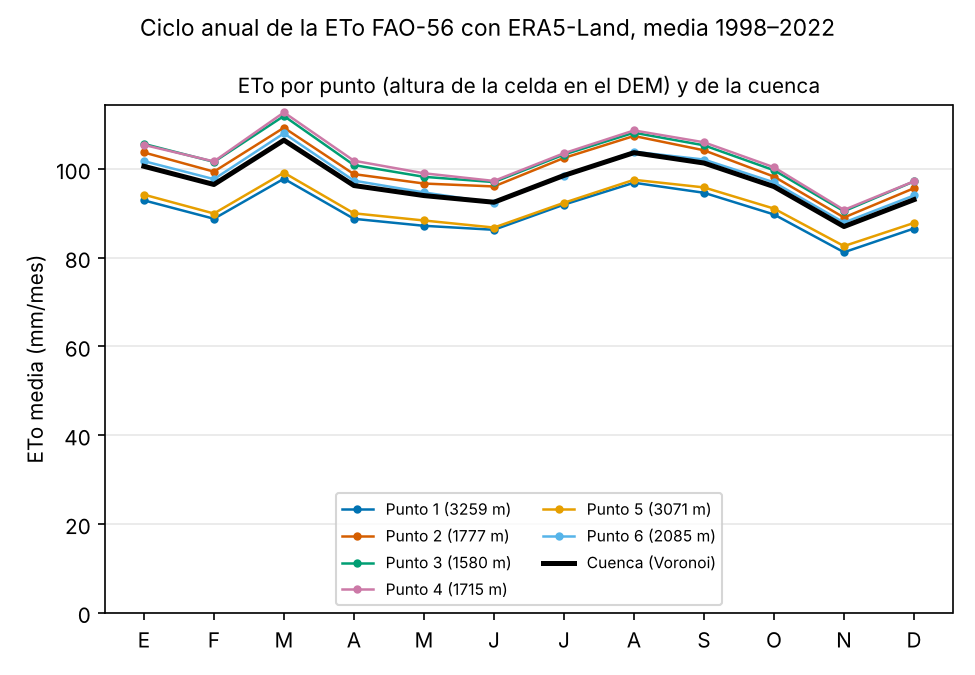 Ciclo anual de la ETo FAO-56 con ERA5-Land, media 1998–2022
ETo por punto (altura de la celda en el DEM) y de la cuenca
ETo media (mm/mes)
100
80
60
40
20
0
Punto 1 (3259 m)
Punto 2 (1777 m)
Punto 3 (1580 m)
Punto 4 (1715 m)
Punto 5 (3071 m)
Punto 6 (2085 m)
Cuenca (Voronoi)
E F M A M J J A S O N D